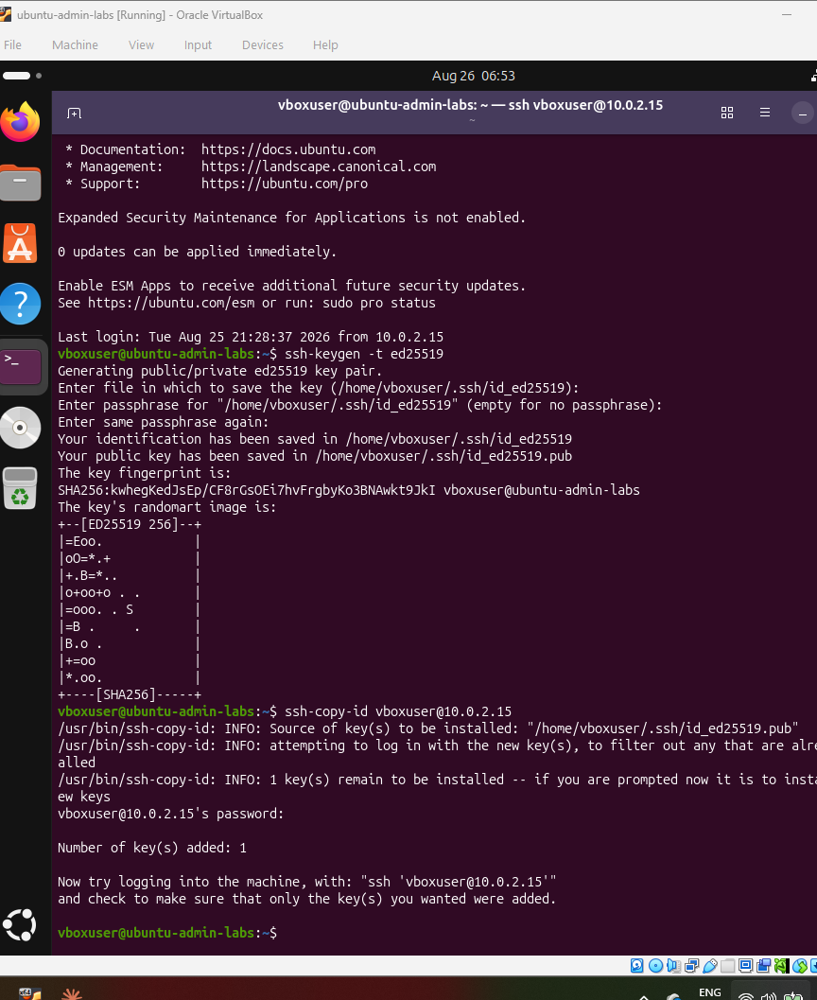 ubuntu-admin-labs [Running] - Oracle VirtualBox
File Machine View Input Devices Help
Aug 26 06:53
vboxuser@ubuntu-admin-labs: ~ — ssh vboxuser@10.0.2.15
~
* Documentation:  https://docs.ubuntu.com
* Management:     https://landscape.canonical.com
* Support:        https://ubuntu.com/pro
Expanded Security Maintenance for Applications is not enabled.
0 updates can be applied immediately.
Enable ESM Apps to receive additional future security updates.
See https://ubuntu.com/esm or run: sudo pro status
Last login: Tue Aug 25 21:28:37 2026 from 10.0.2.15
vboxuser@ubuntu-admin-labs:~$ ssh-keygen -t ed25519
Generating public/private ed25519 key pair.
Enter file in which to save the key (/home/vboxuser/.ssh/id_ed25519):
Enter passphrase for "/home/vboxuser/.ssh/id_ed25519" (empty for no passphrase):
Enter same passphrase again:
Your identification has been saved in /home/vboxuser/.ssh/id_ed25519
Your public key has been saved in /home/vboxuser/.ssh/id_ed25519.pub
The key fingerprint is:
SHA256:kwhegKedJsEp/CF8rGsOEi7hvFrgbyKo3BNAwkt9JkI vboxuser@ubuntu-admin-labs
The key's randomart image is:
+--[ED25519 256]--+
|=Eoo.            |
|oO=*.+           |
|+.B=*..          |
|o+oo+o . .       |
|=ooo. . S        |
|=B .     .       |
|B.o .            |
|+=oo             |
|*.oo.            |
+----[SHA256]-----+
vboxuser@ubuntu-admin-labs:~$ ssh-copy-id vboxuser@10.0.2.15
/usr/bin/ssh-copy-id: INFO: Source of key(s) to be installed: "/home/vboxuser/.ssh/id_ed25519.pub"
/usr/bin/ssh-copy-id: INFO: attempting to log in with the new key(s), to filter out any that are alre
alled
/usr/bin/ssh-copy-id: INFO: 1 key(s) remain to be installed -- if you are prompted now it is to insta
ew keys
vboxuser@10.0.2.15's password:
Number of key(s) added: 1
Now try logging into the machine, with: "ssh 'vboxuser@10.0.2.15'"
and check to make sure that only the key(s) you wanted were added.
vboxuser@ubuntu-admin-labs:~$
ENG